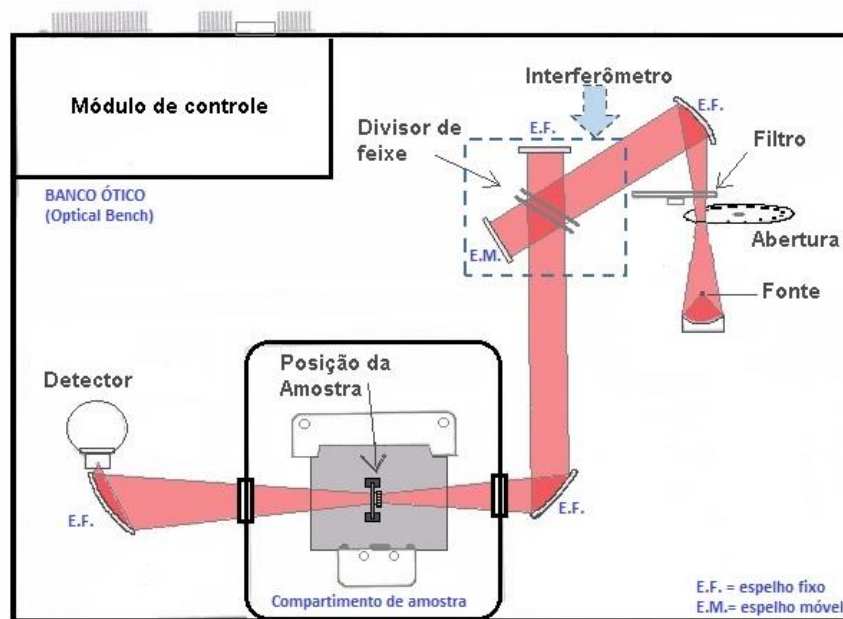 Módulo de controle
BANCO ÓTICO
(Optical Bench)
Interferômetro
Divisor de
feixe
E.F.
E.F.
Filtro
E.M.
Abertura
Fonte
Posição da
Amostra
Detector
E.F.
E.F.
Compartimento de amostra
E.F. = espelho fixo
E.M.= espelho móvel